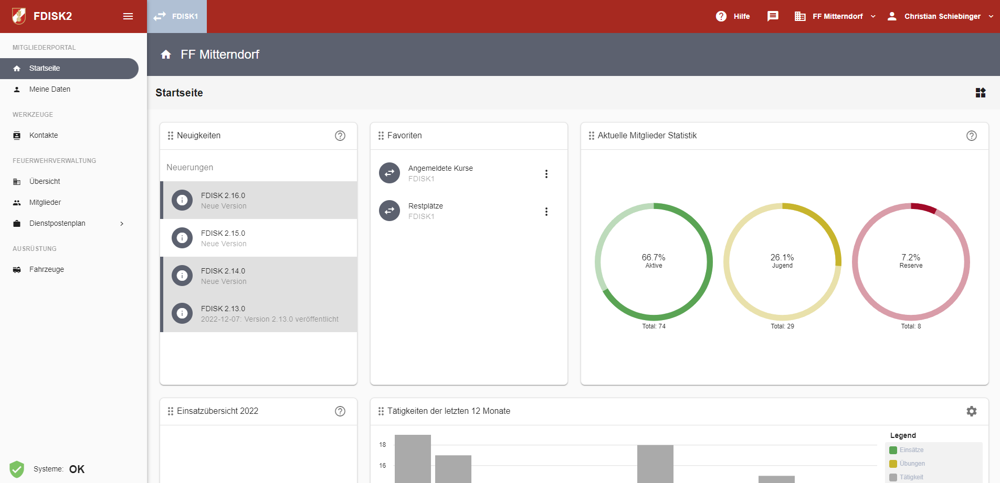 FDISK2
FDISK1
Hilfe
FF Mitterndorf
Christian Schiebinger
MITGLIEDERPORTAL
Startseite
Meine Daten
WERKZEUGE
Kontakte
FEUERWEHRVERWALTUNG
Übersicht
Mitglieder
Dienstpostenplan
AUSRÜSTUNG
Fahrzeuge
Systeme: OK
FF Mitterndorf
Startseite
Neuigkeiten
Neuerungen
FDISK 2.16.0
Neue Version
FDISK 2.15.0
Neue Version
FDISK 2.14.0
Neue Version
FDISK 2.13.0
2022-12-07: Version 2.13.0 veröffentlicht
Favoriten
Angemeldete Kurse
FDISK1
Restplätze
FDISK1
Aktuelle Mitglieder Statistik
66.7%
Aktive
Total: 74
26.1%
Jugend
Total: 29
7.2%
Reserve
Total: 8
Einsatzübersicht 2022
Tätigkeiten der letzten 12 Monate
18
16
Legend
Einsätze
Übungen
Tätigkeit